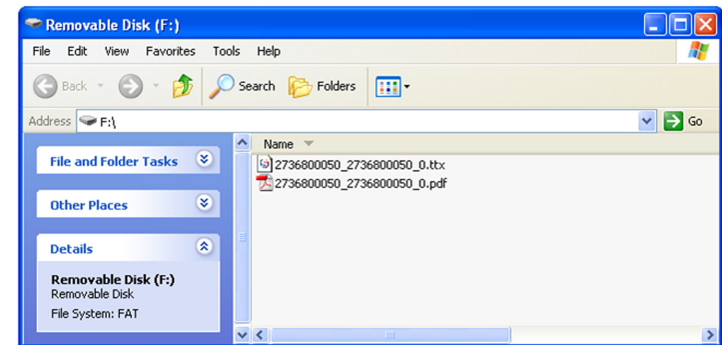 Removable Disk (F:)
File Edit View Favorites Tools Help
Back Search Folders
Address F:\ Go
File and Folder Tasks
Other Places
Details
Removable Disk (F:)
Removable Disk
File System: FAT
Name
2736800050_2736800050_0.ttx
2736800050_2736800050_0.pdf